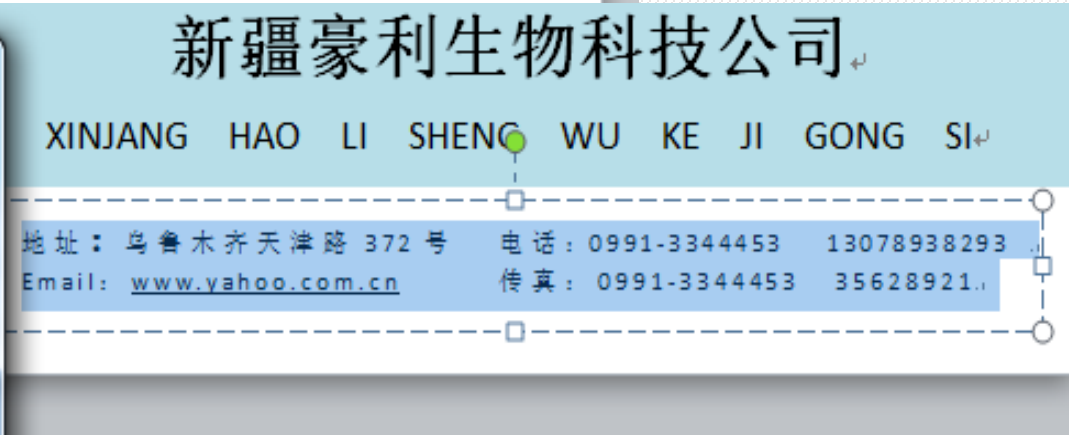 新疆豪利生物科技公司
XINJANG HAO LI SHENG WU KE JI GONG SI
地址：乌鲁木齐天津路 372 号 电话：0991-3344453 13078938293
Email: www.yahoo.com.cn 传真：0991-3344453 35628921